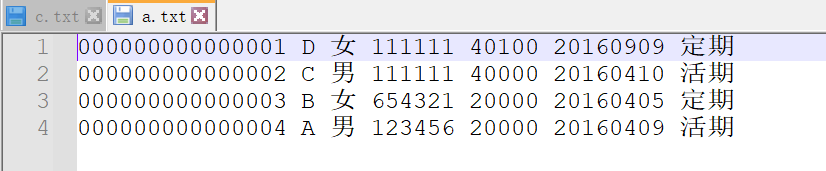 c.txt a.txt
1 000000000000001 D 女 111111 40100 20160909 定期
2 000000000000002 C 男 111111 40000 20160410 活期
3 000000000000003 B 女 654321 20000 20160405 定期
4 000000000000004 A 男 123456 20000 20160409 活期